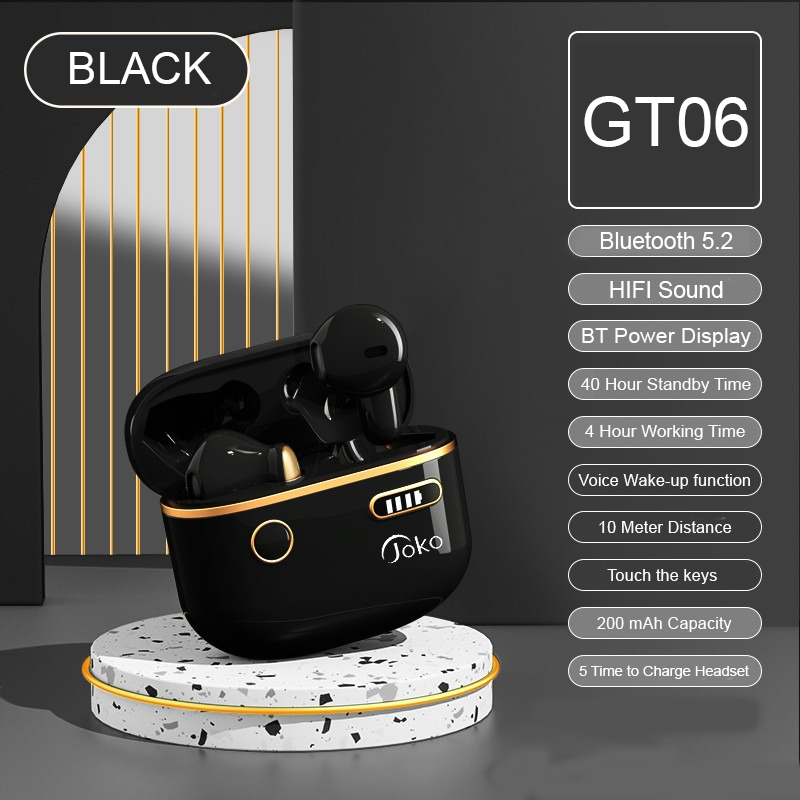 BLACK
GT06
Bluetooth 5.2
HIFI Sound
BT Power Display
40 Hour Standby Time
4 Hour Working Time
Voice Wake-up function
10 Meter Distance
Touch the keys
200 mAh Capacity
5 Time to Charge Headset
Joko